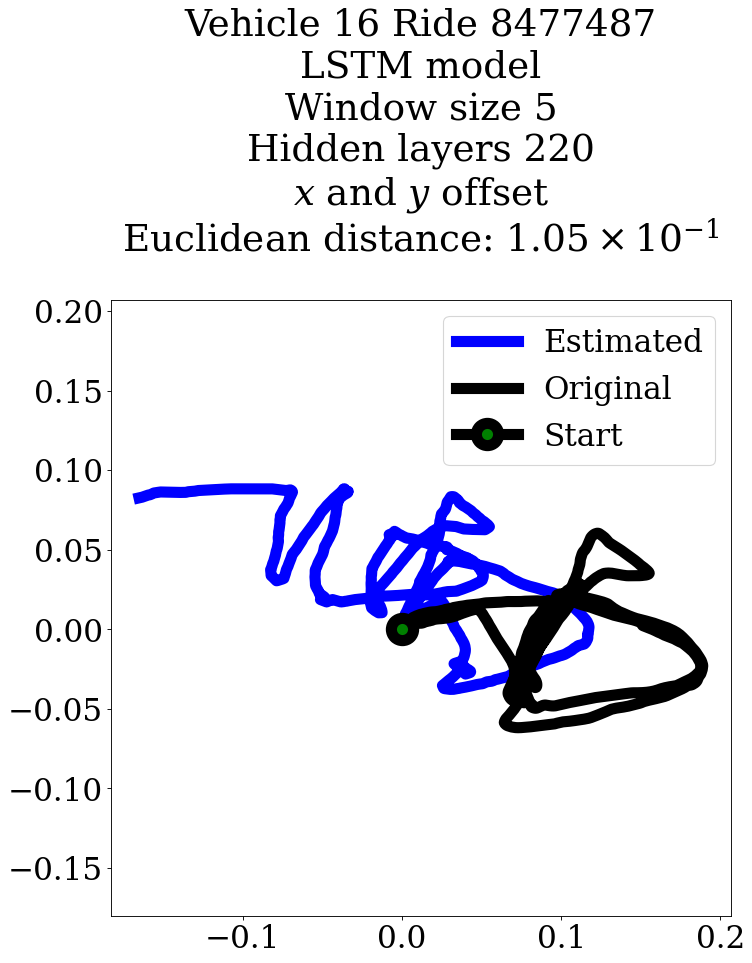 Vehicle 16 Ride 8477487
LSTM model
Window size 5
Hidden layers 220
x and y offset
Euclidean distance: 1.05 × 10⁻¹
Estimated
Original
Start
0.20
0.15
0.10
0.05
0.00
−0.05
−0.10
−0.15
−0.1 0.0 0.1 0.2